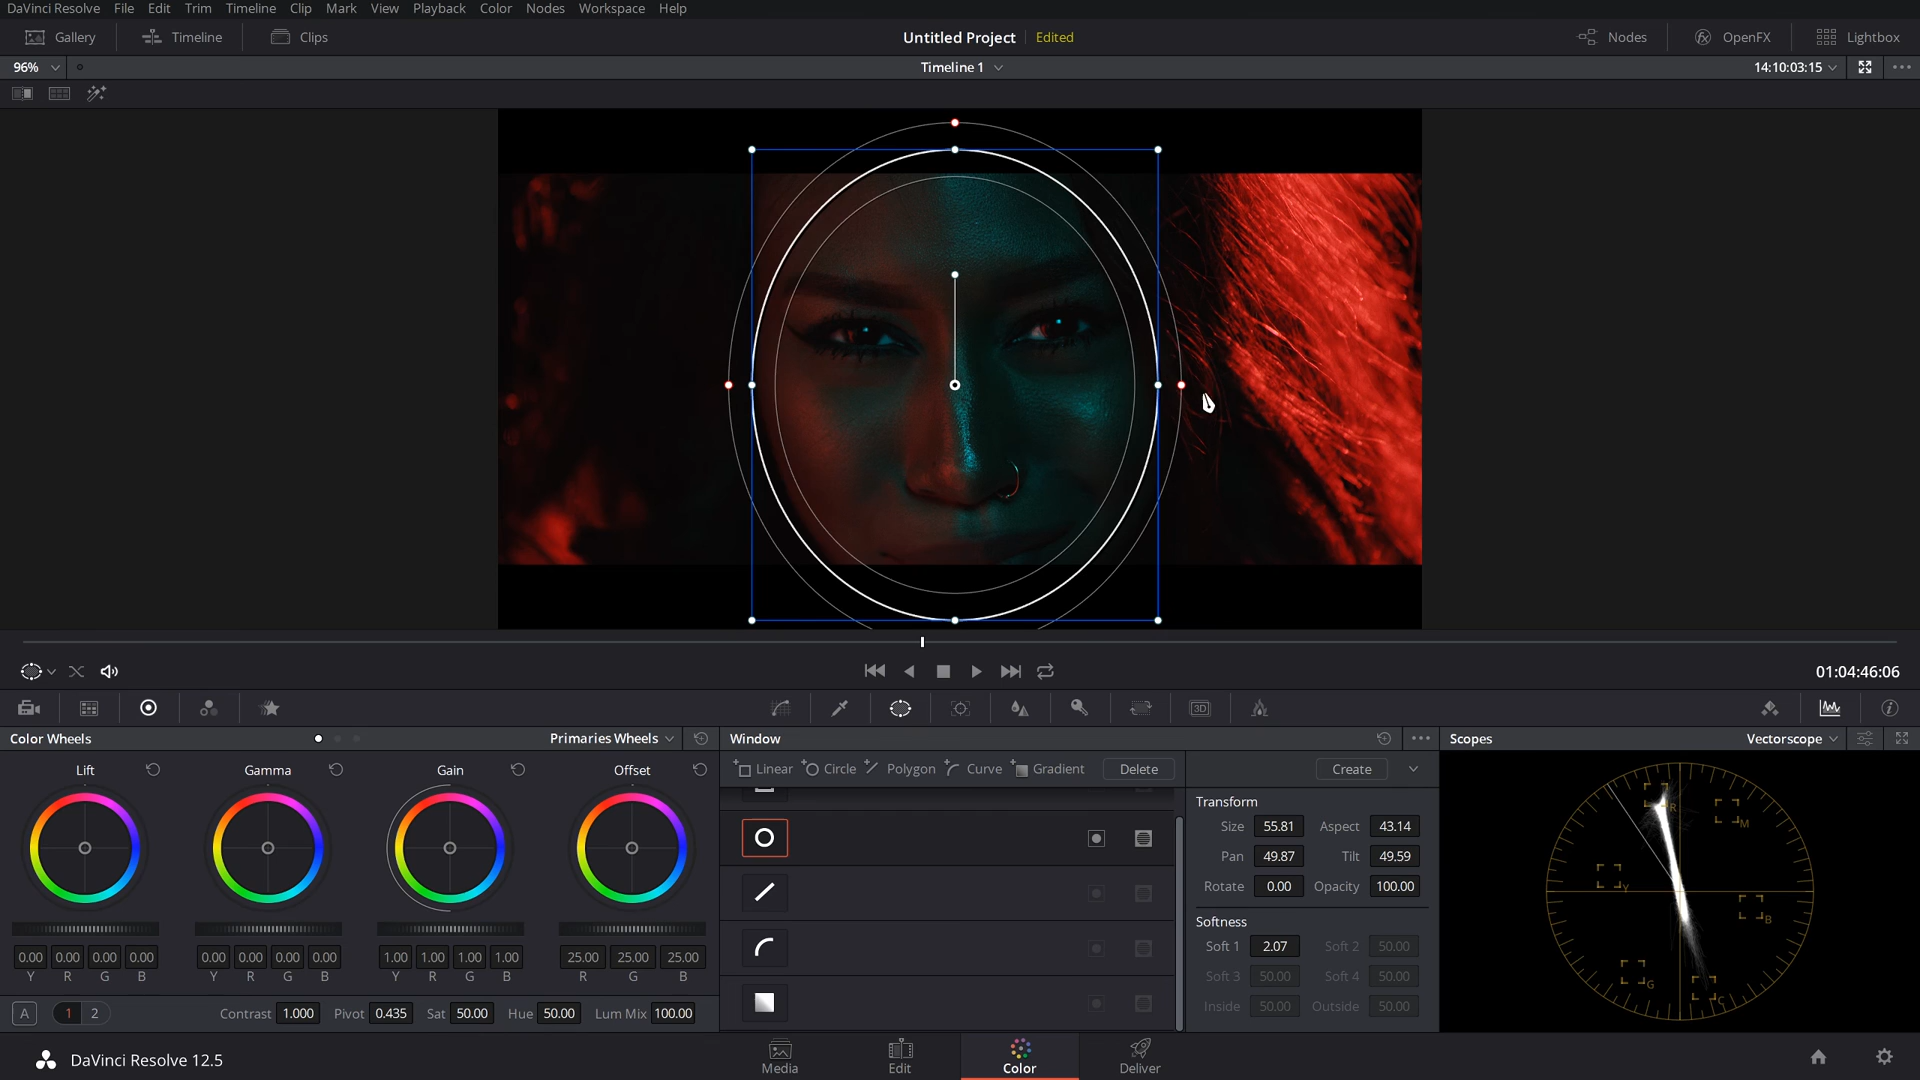 DaVinci Resolve File Edit Trim Timeline Clip Mark View Playback Color Nodes Workspace Help
Gallery Timeline Clips Untitled Project Edited Nodes OpenFX Lightbox
96% Timeline 1 14:10:03:15
01:04:46:06
3D
Color Wheels Primaries Wheels Window Scopes Vectorscope
Lift Gamma Gain Offset
Linear Circle Polygon Curve Gradient Delete Create
Transform
Size 55.81 Aspect 43.14
Pan 49.87 Tilt 49.59
Rotate 0.00 Opacity 100.00
Softness
Soft 1 2.07 Soft 2 50.00
Soft 3 50.00 Soft 4 50.00
Inside 50.00 Outside 50.00
R M Y B G C
0.00 0.00 0.00 0.00 0.00 0.00 0.00 0.00 1.00 1.00 1.00 1.00 25.00 25.00 25.00
Y R G B Y R G B Y R G B R G B
A 1 2 Contrast 1.000 Pivot 0.435 Sat 50.00 Hue 50.00 Lum Mix 100.00
DaVinci Resolve 12.5 Media Edit Color Deliver